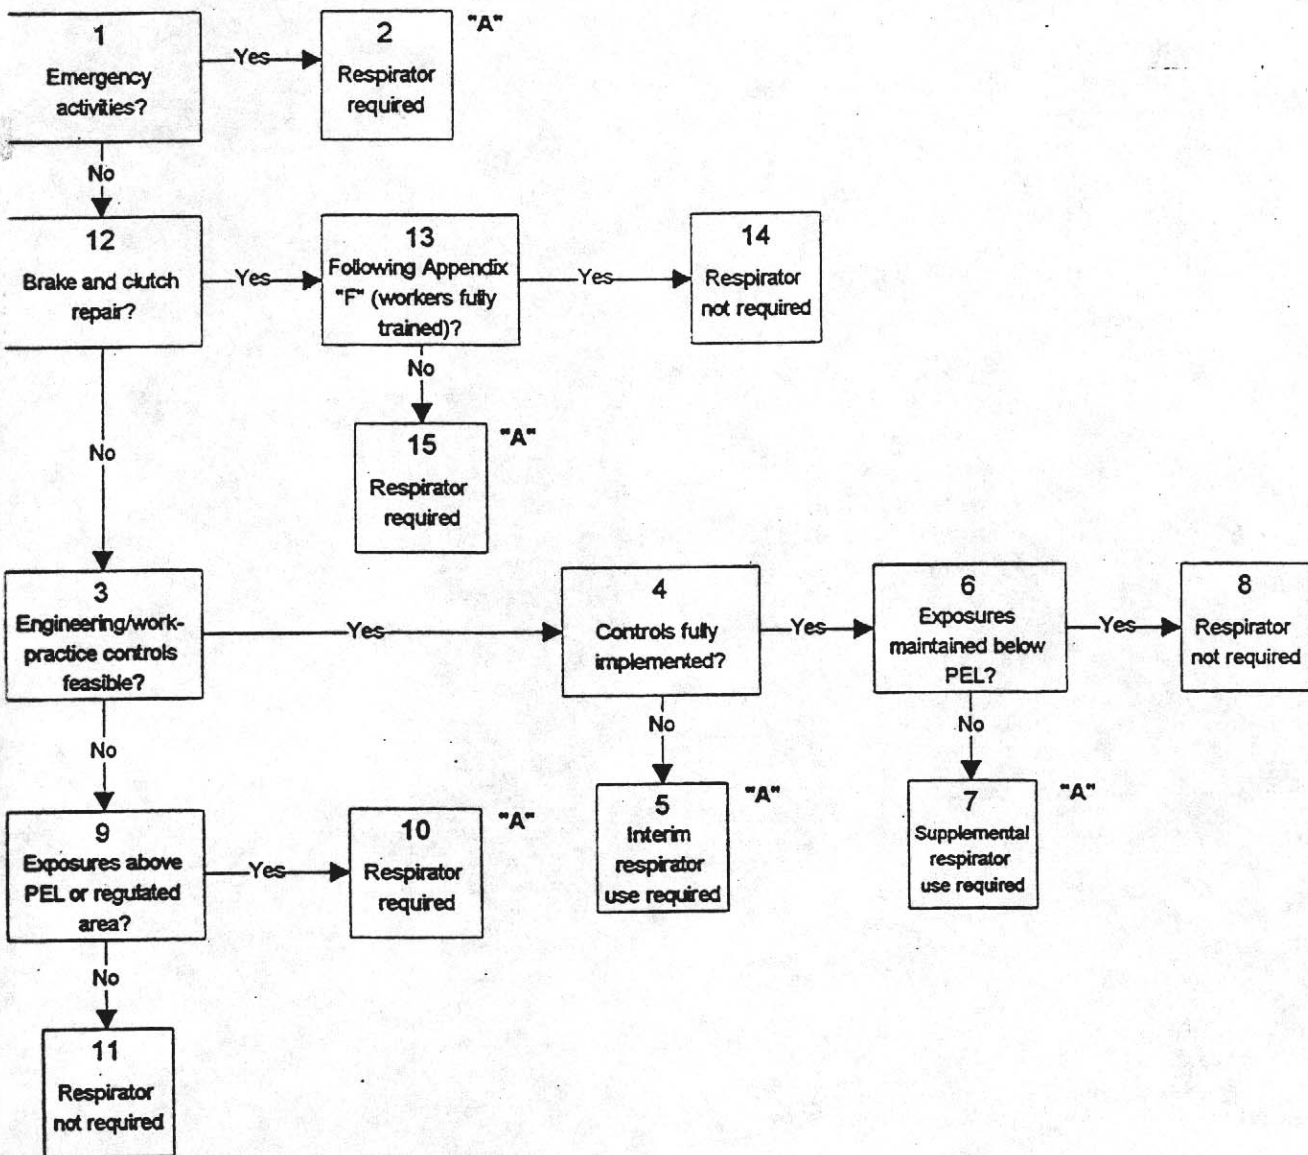 1
Emergency
activities?
Yes
2
Respirator
required
"A"
No
12
Brake and clutch
repair?
Yes
13
Following Appendix
"F" (workers fully
trained)?
Yes
14
Respirator
not required
No
15
Respirator
required
"A"
No
3
Engineering/work-
practice controls
feasible?
Yes
4
Controls fully
implemented?
Yes
6
Exposures
maintained below
PEL?
Yes
8
Respirator
not required
No
5
Interim
respirator
use required
"A"
No
7
Supplemental
respirator
use required
"A"
No
9
Exposures above
PEL or regulated
area?
Yes
10
Respirator
required
"A"
No
11
Respirator
not required